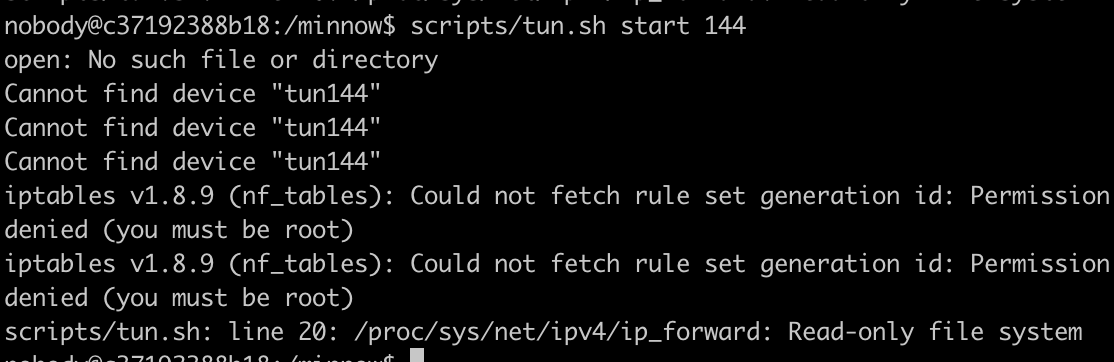 nobody@c37192388b18:/minnow$ scripts/tun.sh start 144
open: No such file or directory
Cannot find device "tun144"
Cannot find device "tun144"
Cannot find device "tun144"
iptables v1.8.9 (nf_tables): Could not fetch rule set generation id: Permission
denied (you must be root)
iptables v1.8.9 (nf_tables): Could not fetch rule set generation id: Permission
denied (you must be root)
scripts/tun.sh: line 20: /proc/sys/net/ipv4/ip_forward: Read-only file system
nobody@c37192388b18:/minnow$